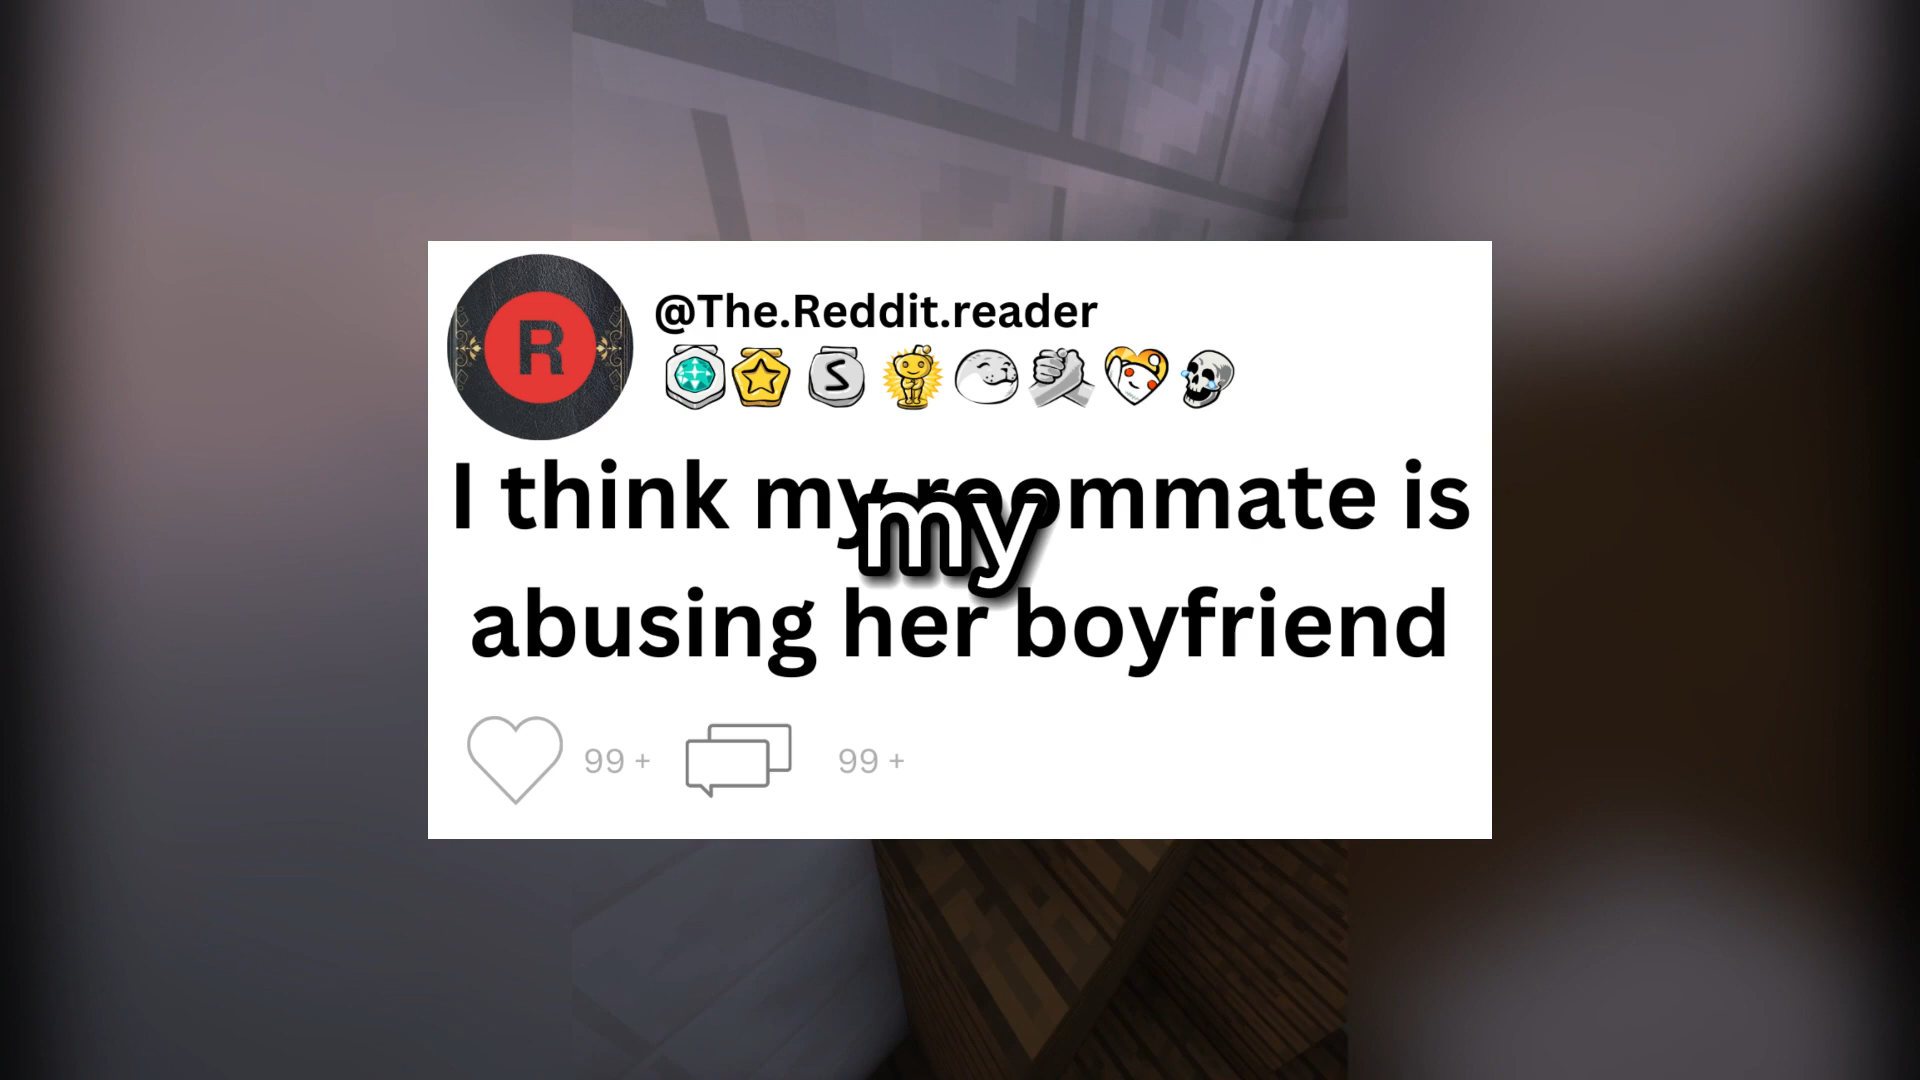 R
@The.Reddit.reader
S
I think my roommate is
my
abusing her boyfriend
99 +
99 +